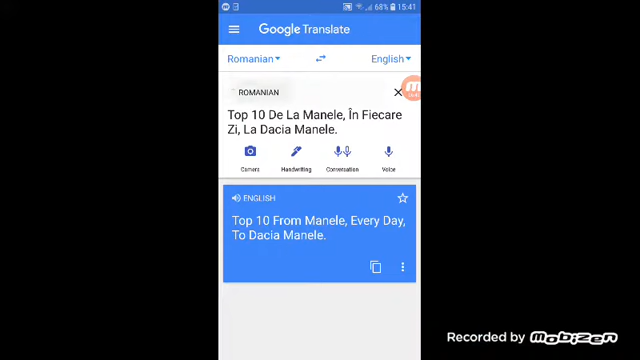 68% 15:41
Google Translate
Romanian English
ROMANIAN
Top 10 De La Manele, În Fiecare
Zi, La Dacia Manele.
Camera Handwriting Conversation Voice
ENGLISH
Top 10 From Manele, Every Day,
To Dacia Manele.
Recorded by mobizen